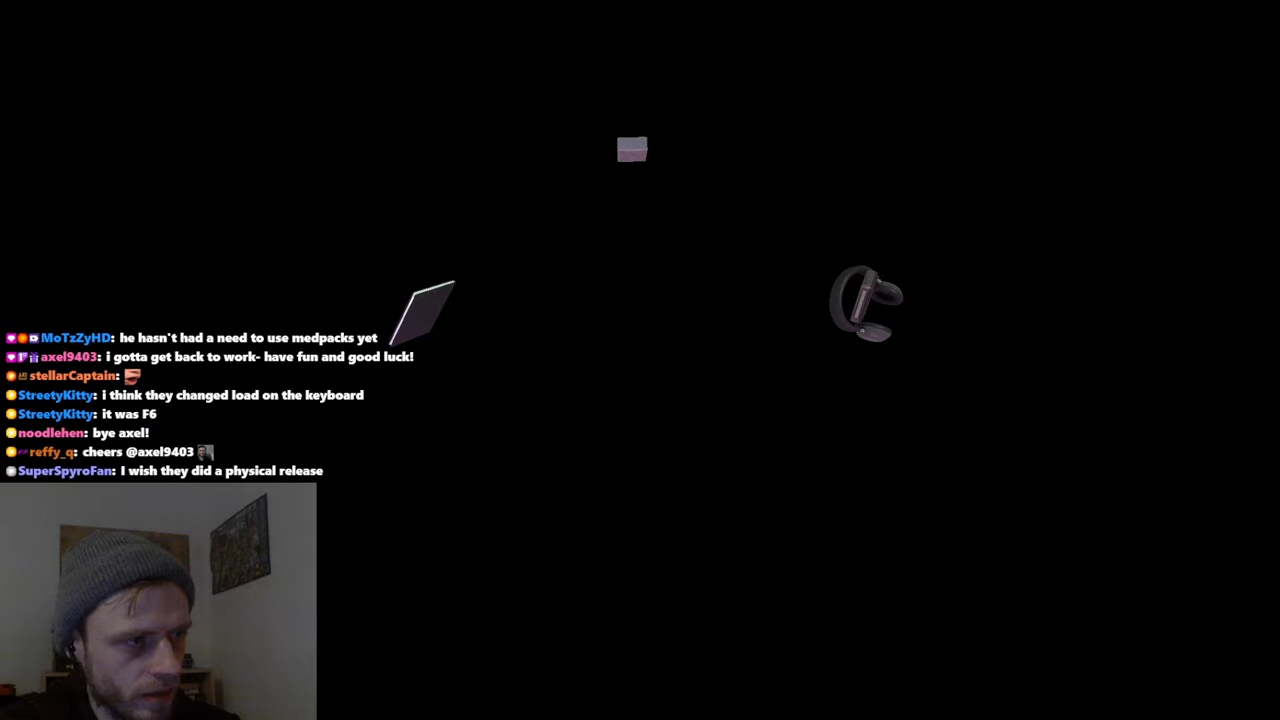 MoTzZyHD: he hasn't had a need to use medpacks yet
axel9403: i gotta get back to work- have fun and good luck!
stellarCaptain:
StreetyKitty: i think they changed load on the keyboard
StreetyKitty: it was F6
noodlehen: bye axel!
reffy_q: cheers @axel9403
SuperSpyroFan: I wish they did a physical release